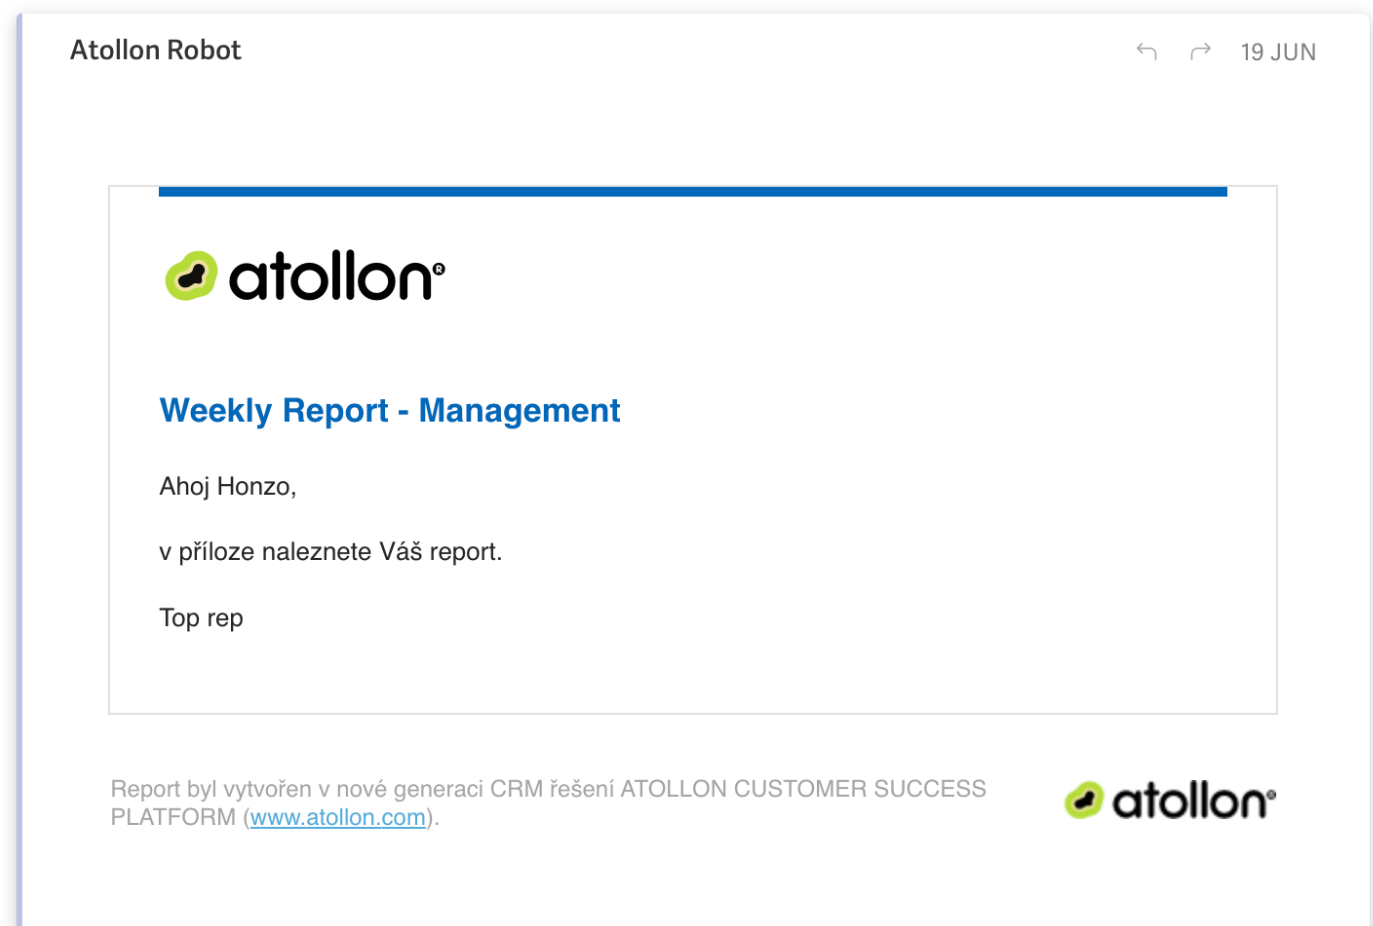 Atollon Robot
19 JUN
atollon®
Weekly Report - Management
Ahoj Honzo,
v příloze naleznete Váš report.
Top rep
Report byl vytvořen v nové generaci CRM řešení ATOLLON CUSTOMER SUCCESS
PLATFORM (www.atollon.com).
atollon®